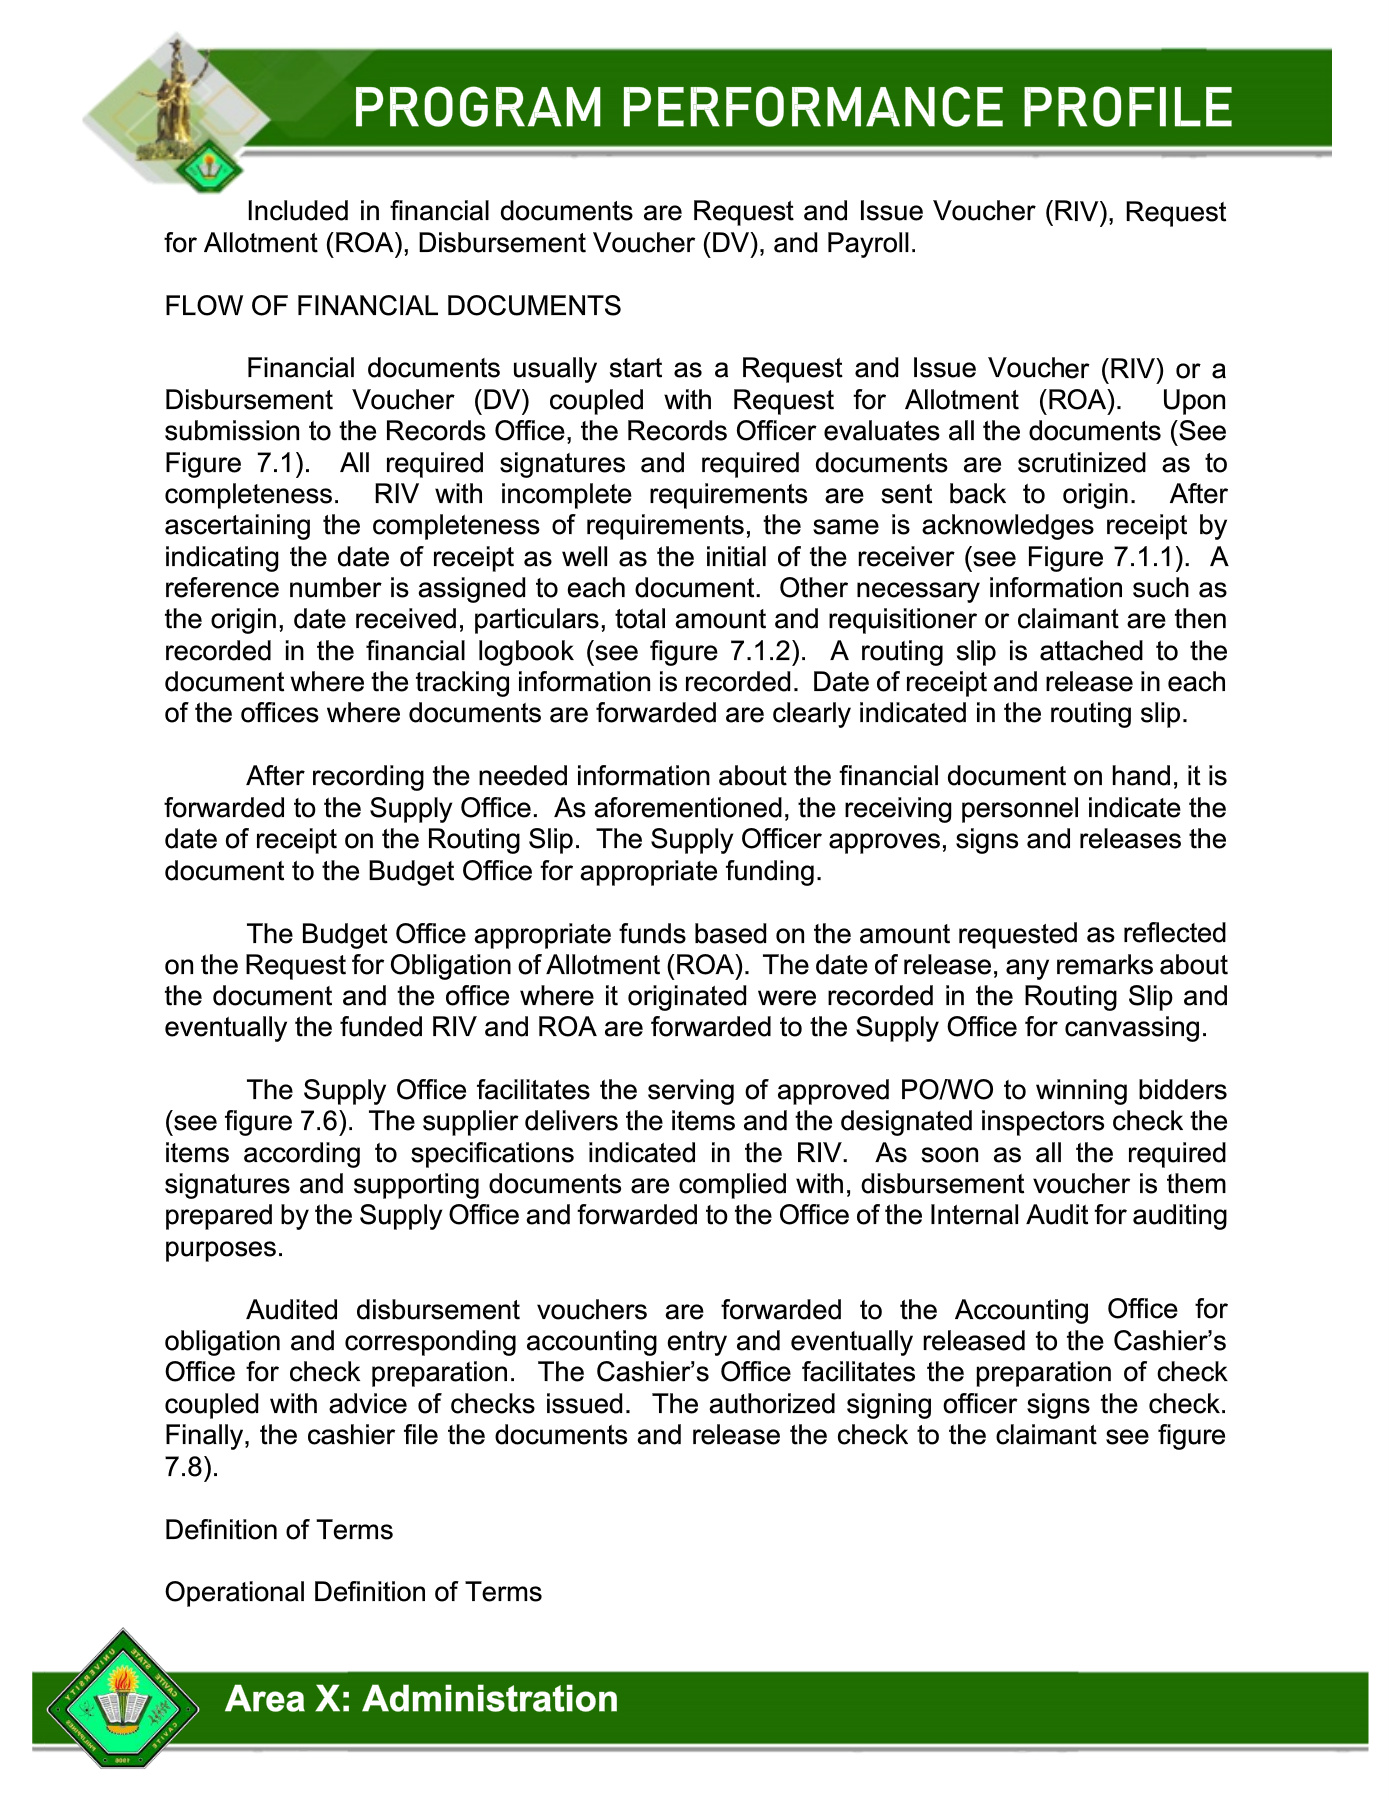 PROGRAM PERFORMANCE PROFILE
Included in financial documents are Request and Issue Voucher (RIV), Request
for Allotment (ROA), Disbursement Voucher (DV), and Payroll.
FLOW OF FINANCIAL DOCUMENTS
Financial documents usually start as a Request and Issue Voucher (RIV) or a
Disbursement Voucher (DV) coupled with Request for Allotment (ROA). Upon
submission to the Records Office, the Records Officer evaluates all the documents (See
Figure 7.1). All required signatures and required documents are scrutinized as to
completeness. RIV with incomplete requirements are sent back to origin. After
ascertaining the completeness of requirements, the same is acknowledges receipt by
indicating the date of receipt as well as the initial of the receiver (see Figure 7.1.1). A
reference number is assigned to each document. Other necessary information such as
the origin, date received, particulars, total amount and requisitioner or claimant are then
recorded in the financial logbook (see figure 7.1.2). A routing slip is attached to the
document where the tracking information is recorded. Date of receipt and release in each
of the offices where documents are forwarded are clearly indicated in the routing slip.
After recording the needed information about the financial document on hand, it is
forwarded to the Supply Office. As aforementioned, the receiving personnel indicate the
date of receipt on the Routing Slip. The Supply Officer approves, signs and releases the
document to the Budget Office for appropriate funding.
The Budget Office appropriate funds based on the amount requested as reflected
on the Request for Obligation of Allotment (ROA). The date of release, any remarks about
the document and the office where it originated were recorded in the Routing Slip and
eventually the funded RIV and ROA are forwarded to the Supply Office for canvassing.
The Supply Office facilitates the serving of approved PO/WO to winning bidders
(see figure 7.6). The supplier delivers the items and the designated inspectors check the
items according to specifications indicated in the RIV. As soon as all the required
signatures and supporting documents are complied with, disbursement voucher is them
prepared by the Supply Office and forwarded to the Office of the Internal Audit for auditing
purposes.
Audited disbursement vouchers are forwarded to the Accounting Office for
obligation and corresponding accounting entry and eventually released to the Cashier’s
Office for check preparation. The Cashier’s Office facilitates the preparation of check
coupled with advice of checks issued. The authorized signing officer signs the check.
Finally, the cashier file the documents and release the check to the claimant see figure
7.8).
Definition of Terms
Operational Definition of Terms
CAVITE STATE UNIVERSITY
CAVITE
PHILIPPINES
1906
Area X: Administration